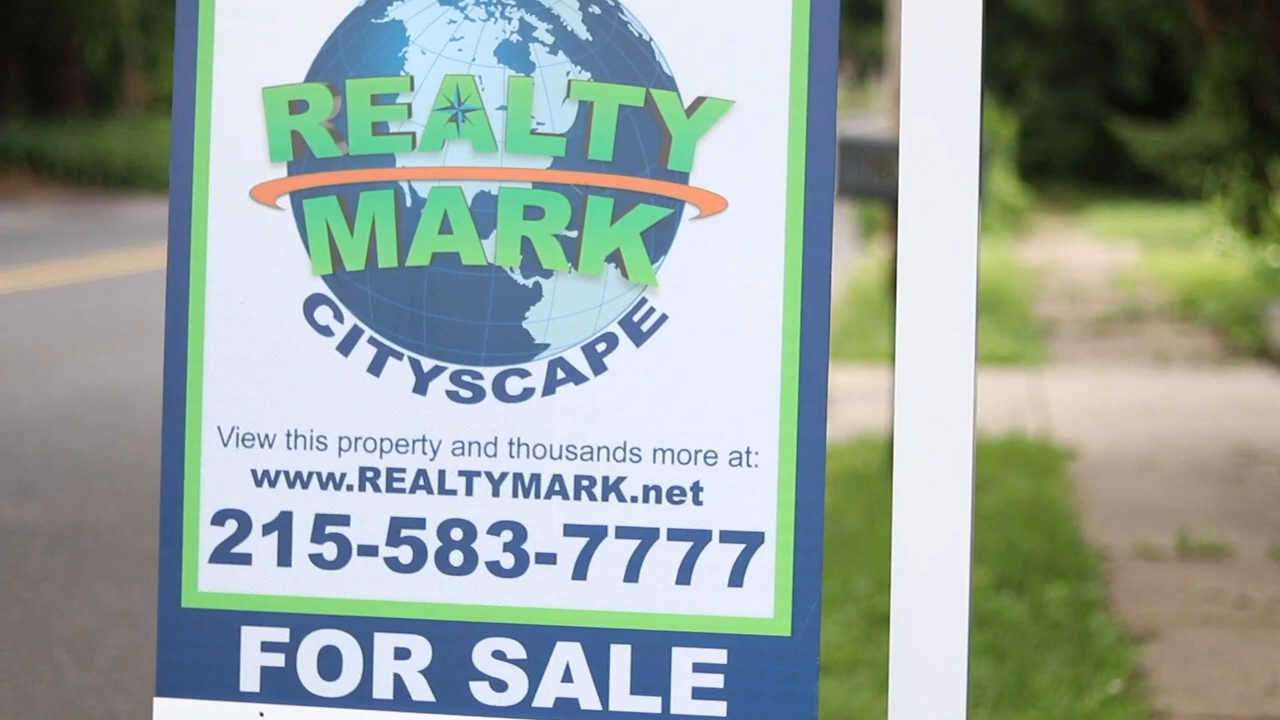 REALTY
MARK
CITYSCAPE
View this property and thousands more at:
www.REALTYMARK.net
215-583-7777
FOR SALE